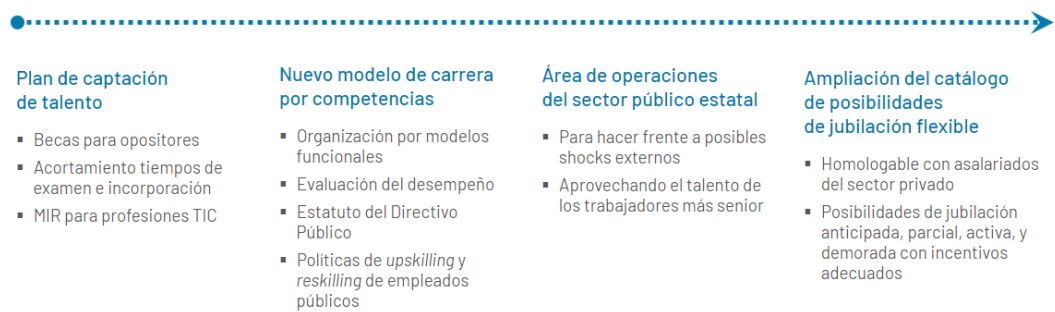 Plan de captación
de talento
▪ Becas para opositores
▪ Acortamiento tiempos de
examen e incorporación
▪ MIR para profesiones TIC
Nuevo modelo de carrera
por competencias
▪ Organización por modelos
funcionales
▪ Evaluación del desempeño
▪ Estatuto del Directivo
Público
▪ Políticas de upskilling y
reskilling de empleados
públicos
Área de operaciones
del sector público estatal
▪ Para hacer frente a posibles
shocks externos
▪ Aprovechando el talento de
los trabajadores más senior
Ampliación del catálogo
de posibilidades
de jubilación flexible
▪ Homologable con asalariados
del sector privado
▪ Posibilidades de jubilación
anticipada, parcial, activa, y
demorada con incentivos
adecuados